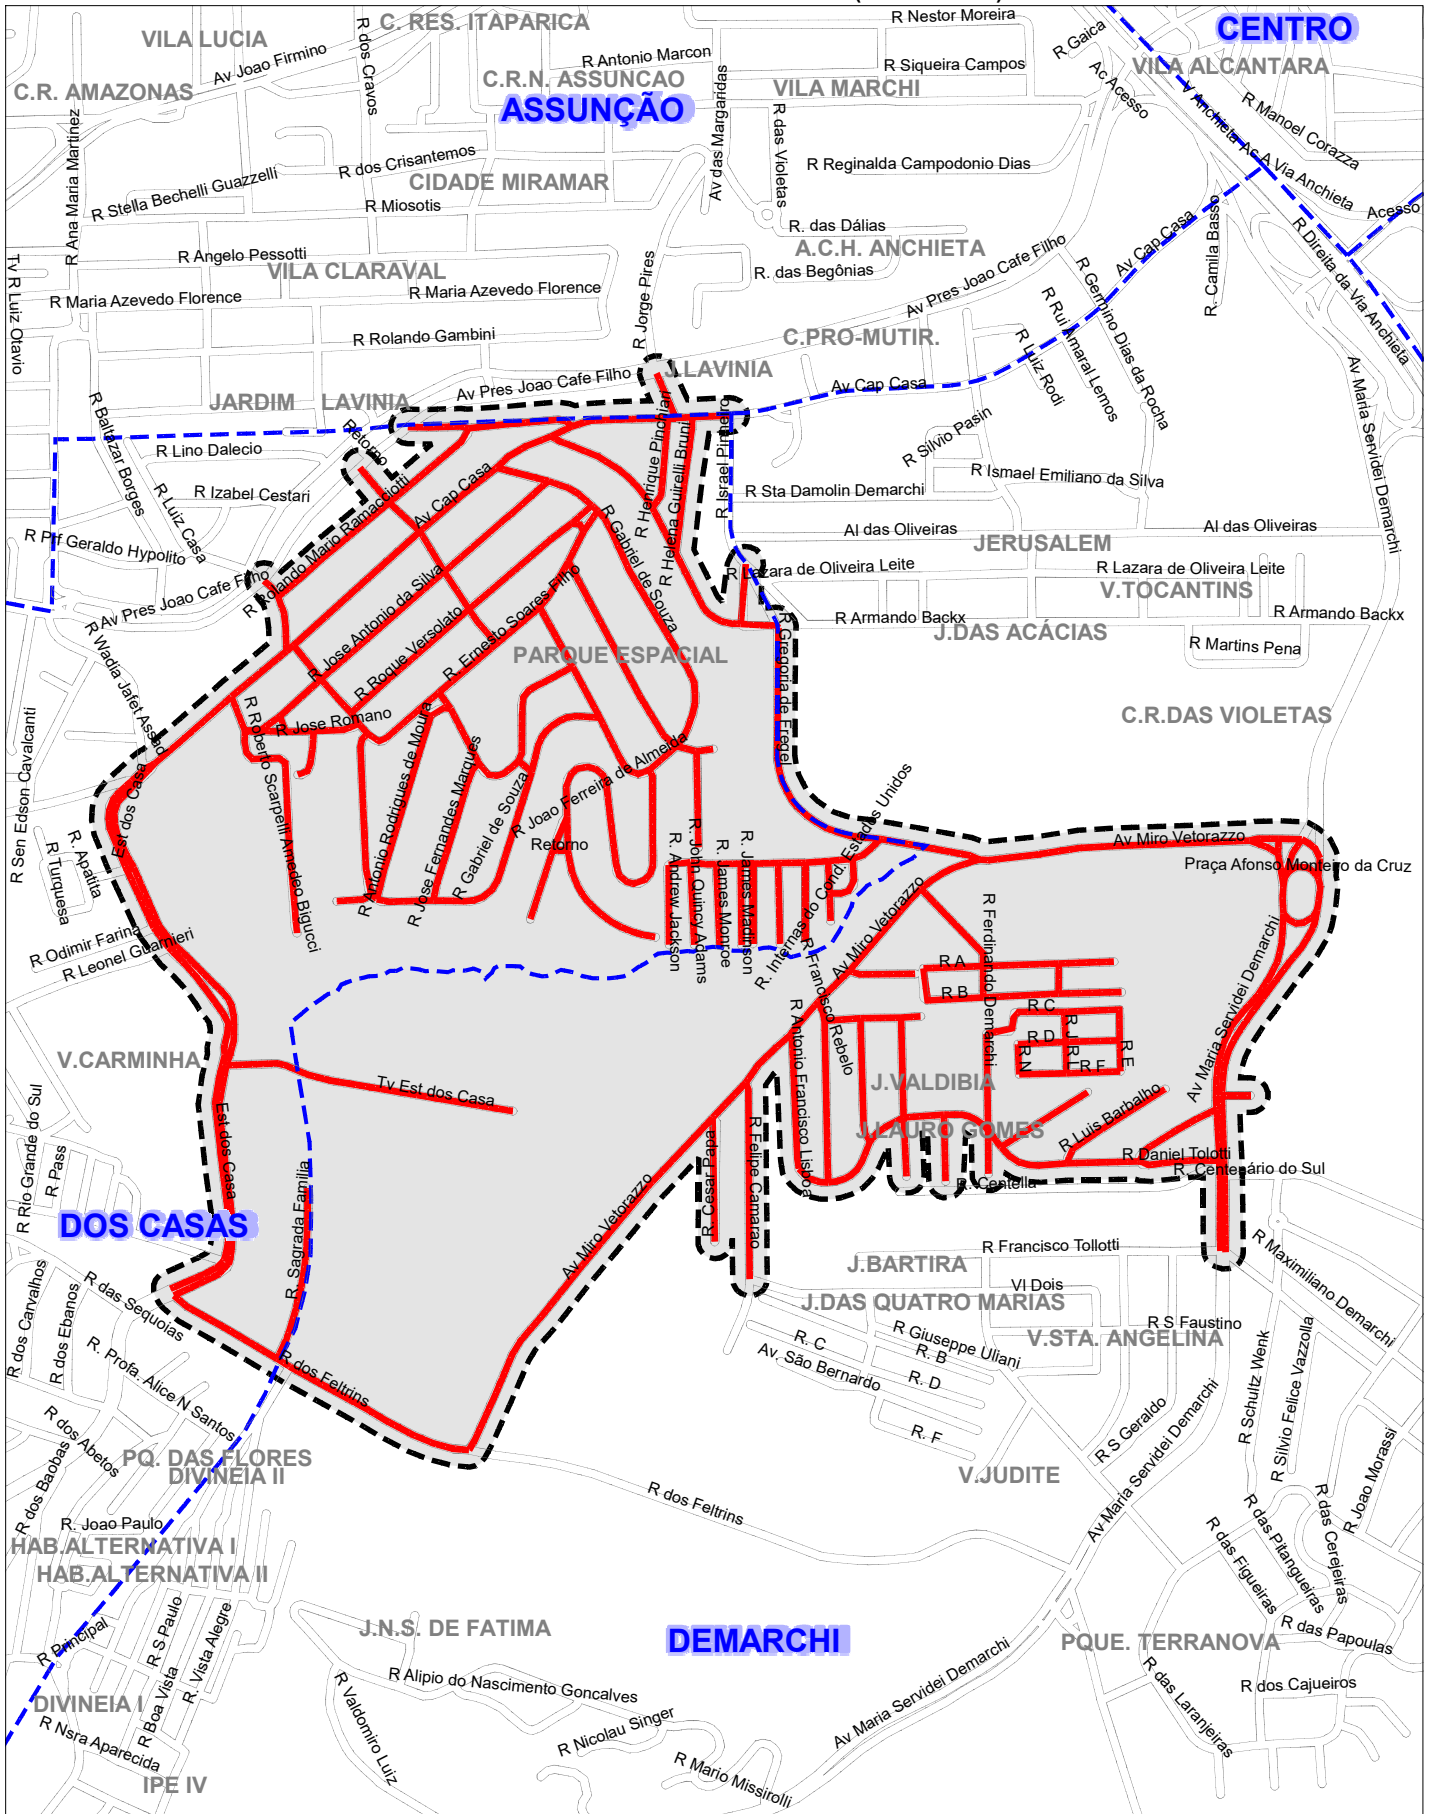 R Nestor Moreira
C. RES. ITAPARICA
CENTRO
VILA LUCIA
R dos Cravos
R Gaica
Av Joao Firmino
R Antonio Marcon
R Siqueira Campos
VILA ALCANTARA
C.R. AMAZONAS
C.R.N. ASSUNCAO
VILA MARCHI
Ac Acesso
V Anchieta
ASSUNÇÃO
Av das Margaridas
R das Violetas
R Manoel Corazza
R Ana Maria Martinez
R dos Crisantemos
R Reginalda Campodonio Dias
Ac A Via Anchieta
R Stella Bechelli Guazzelli
CIDADE MIRAMAR
R Miosotis
Acesso
R. das Dálias
A.C.H. ANCHIETA
Av Cap Casa
R. Camila Basso
R Direita da Via Anchieta
R Angelo Pessotti
VILA CLARAVAL
R. das Begônias
Av Pres Joao Cafe Filho
R Germino Dias da Rocha
Tv R Luiz Otavio
R Maria Azevedo Florence
R Maria Azevedo Florence
R Jorge Pires
R Rui Amaral Lemos
R Rolando Gambini
C.PRO-MUTIR.
R Luiz Rodi
Av Pres Joao Cafe Filho
J.LAVINIA
Av Cap Casa
Av Maria Servidei Demarchi
JARDIM LAVINIA
R Baltazar Borges
Retorno
R Henrique Pinchiari
R Helena Guirelli Bruni
R Israel Pinheiro
R Silvio Pasin
R Lino Dalecio
R Ismael Emiliano da Silva
R Izabel Cestari
R Sta Damolin Demarchi
R Luiz Casa
R Rolando Mario Ramacciotti
Av Cap Casa
Al das Oliveiras
Al das Oliveiras
R Prf Geraldo Hypolito
JERUSALEM
R Lazara de Oliveira Leite
R Lazara de Oliveira Leite
V.TOCANTINS
Av Pres Joao Cafe Filho
R Jose Antonio da Silva
R Roque Versolato
R. Ernesto Soares Filho
R Gabriel de Souza
R Armando Backx
R Armando Backx
J.DAS ACÁCIAS
R Martins Pena
R Wadia Jafet Assad
PARQUE ESPACIAL
R Gregoria de Fregel
C.R.DAS VIOLETAS
R Jose Romano
R Roberto Scarpelli Amedeo Bigucci
R Antonio Rodrigues de Moura
R Jose Fernandes Marques
R Gabriel de Souza
R Joao Ferreira de Almeida
R Sen Edson Cavalcanti
Est dos Casa
R. Apatita
R Turquesa
Retorno
R. Andrew Jackson
R. John Quincy Adams
R. James Monroe
R. James Madinson
R. Internas do Cond. Estados Unidos
Av Miro Vetorazzo
Praça Afonso Monteiro da Cruz
R Odimir Farina
R Leonel Guarnieri
R Francisco Rebelo
Av Miro Vetorazzo
R Ferdinando Demarchi
R A
R B
R C
R D
R J
R L
R N
R F
R E
Av Maria Servidei Demarchi
V.CARMINHA
Tv Est dos Casa
J.VALDIBIA
R Antonio Francisco Lisboa
R Luis Barbalho
J.LAURO GOMES
R Daniel Tolotti
R. Centenário do Sul
R. Centella
R Rio Grande do Sul
R Pass
Est dos Casa
R. Sagrada Familia
DOS CASAS
R. Cesar Papa
R Felipe Camarao
Av Miro Vetorazzo
R Francisco Tollotti
J.BARTIRA
R Maximiliano Demarchi
VI Dois
J.DAS QUATRO MARIAS
R dos Carvalhos
R dos Ebanos
R das Sequoias
R S Faustino
R. C
R Giuseppe Uliani
V.STA. ANGELINA
R. B
Av. São Bernardo
R. D
R. Profa. Alice N Santos
R dos Feltrins
R Schultz Wenk
R Silvio Felice Vazzolla
R. F
R S Geraldo
R dos Abetos
R dos Baobas
PQ. DAS FLORES
DIVINEIA II
V.JUDITE
R Joao Morassi
R dos Feltrins
Av Maria Servidei Demarchi
R. Joao Paulo
HAB.ALTERNATIVA I
HAB.ALTERNATIVA II
R das Figueiras
R das Pitangueiras
R das Cerejeiras
R Principal
R S Paulo
R. Vista Alegre
J.N.S. DE FATIMA
DEMARCHI
PQUE. TERRANOVA
R das Papoulas
R Alipio do Nascimento Goncalves
R dos Cajueiros
R das Laranjeiras
DIVINEIA I
R Boa Vista
R Nsra Aparecida
R Valdomiro Luiz
R Nicolau Singer
Av Maria Servidei Demarchi
R Mario Missirolli
IPE IV